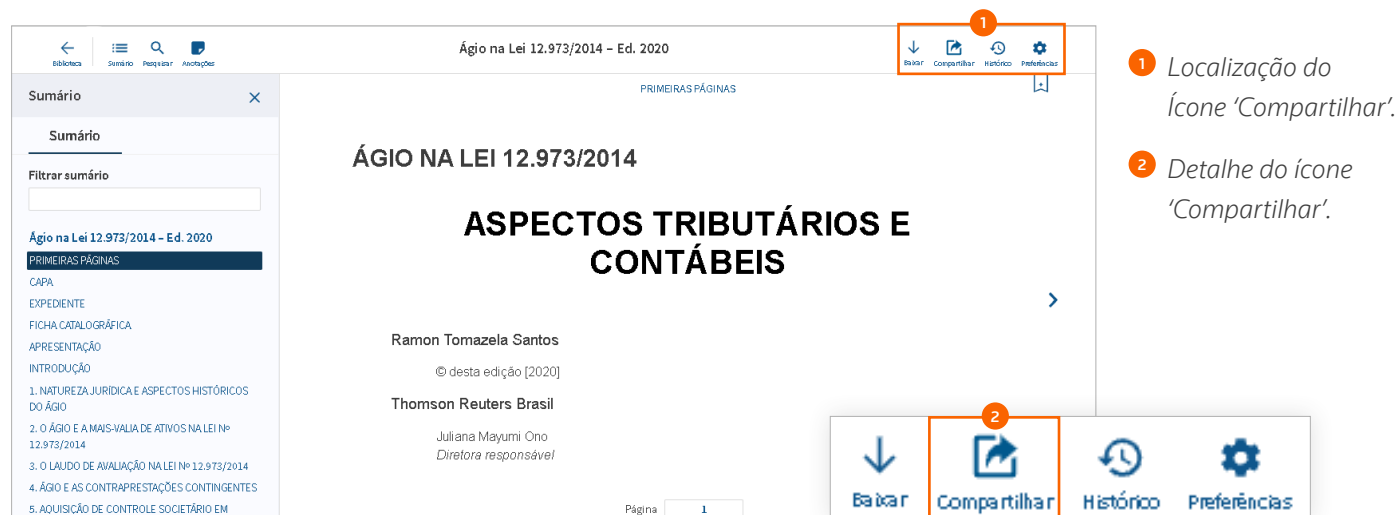 1
Biblioteca Sumário Pesquisar Anotações
Ágio na Lei 12.973/2014 – Ed. 2020
Baixar Compartilhar Histórico Preferências
Sumário
Sumário
Filtrar sumário
Ágio na Lei 12.973/2014 – Ed. 2020
PRIMEIRAS PÁGINAS
CAPA
EXPEDIENTE
FICHA CATALOGRÁFICA
APRESENTAÇÃO
INTRODUÇÃO
1. NATUREZA JURÍDICA E ASPECTOS HISTÓRICOS
DO ÁGIO
2. O ÁGIO E A MAIS-VALIA DE ATIVOS NA LEI Nº
12.973/2014
3. O LAUDO DE AVALIAÇÃO NA LEI Nº 12.973/2014
4. ÁGIO E AS CONTRAPRESTAÇÕES CONTINGENTES
5. AQUISIÇÃO DE CONTROLE SOCIETÁRIO EM
PRIMEIRAS PÁGINAS
ÁGIO NA LEI 12.973/2014
ASPECTOS TRIBUTÁRIOS E
CONTÁBEIS
Ramon Tomazela Santos
© desta edição [2020]
Thomson Reuters Brasil
Juliana Mayumi Ono
Diretora responsável
Página 1
2
Baixar Compartilhar Histórico Preferências
1 Localização do
Ícone ‘Compartilhar’.
2 Detalhe do ícone
‘Compartilhar’.